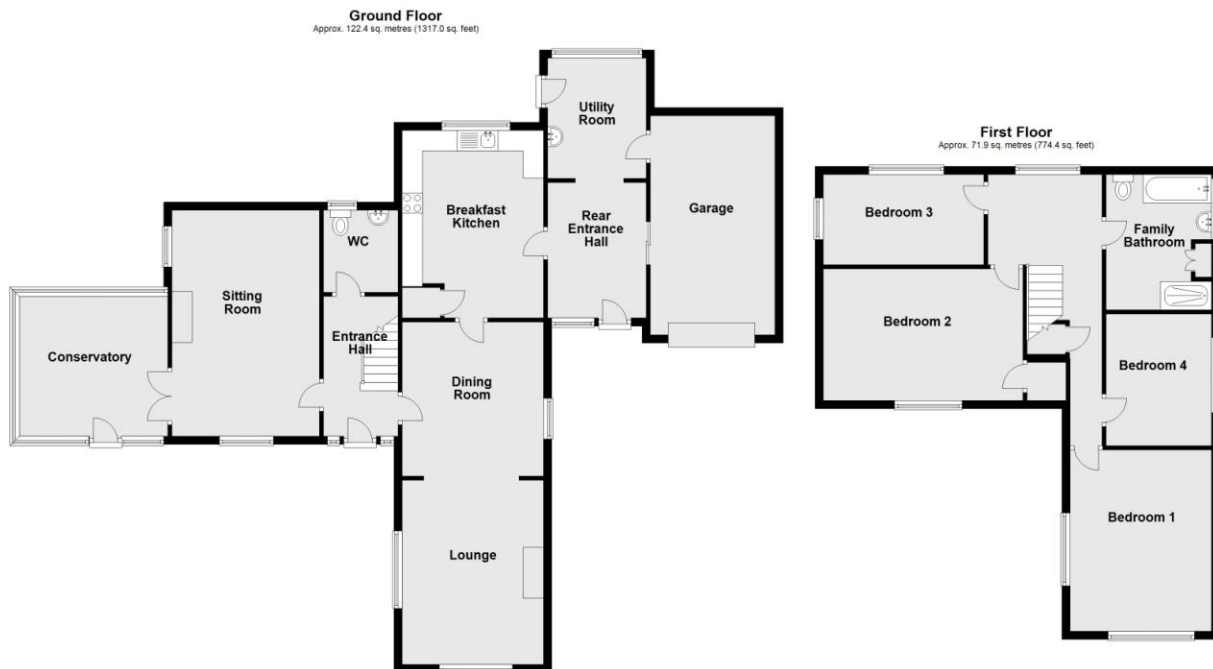 Ground Floor
Approx. 122.4 sq. metres (1317.0 sq. feet)
Utility
Room
Breakfast
Kitchen
Rear
Entrance
Hall
Garage
WC
Sitting
Room
Entrance
Hall
Conservatory
Dining
Room
Lounge
First Floor
Approx. 71.9 sq. metres (774.4 sq. feet)
Bedroom 3
Family
Bathroom
Bedroom 2
Bedroom 4
Bedroom 1